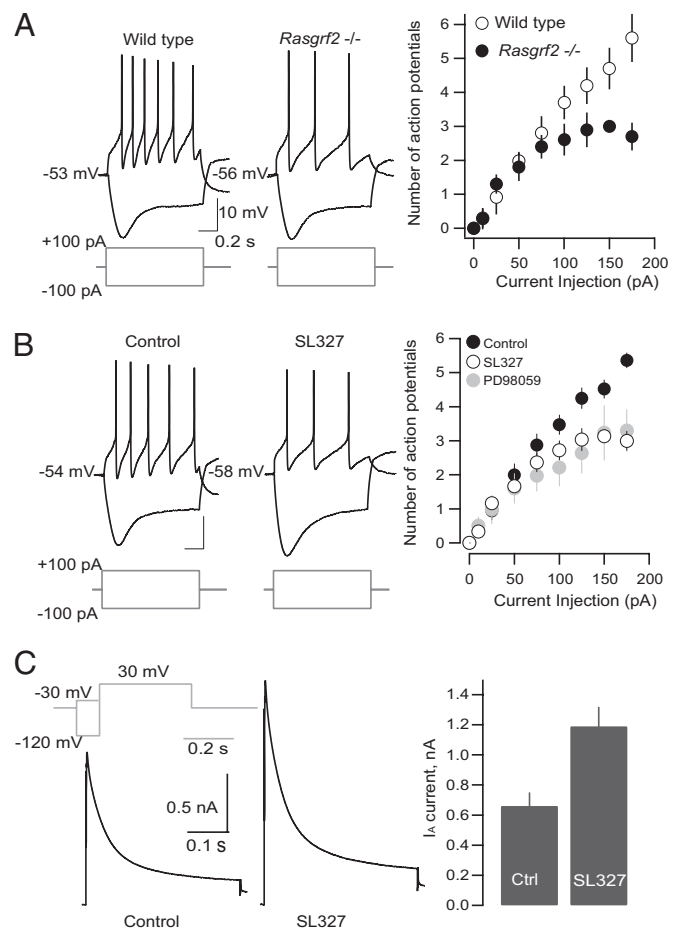 A
Wild type
Rasgrf2 -/-
-53 mV
-56 mV
10 mV
0.2 s
+100 pA
-100 pA
Number of action potentials
6
5
4
3
2
1
0
Wild type
Rasgrf2 -/-
0 50 100 150 200
Current Injection (pA)
B
Control
SL327
-54 mV
-58 mV
+100 pA
-100 pA
Number of action potentials
6
5
4
3
2
1
0
Control
SL327
PD98059
0 50 100 150 200
Current Injection (pA)
C
30 mV
-30 mV
-120 mV
0.2 s
0.5 nA
0.1 s
Control
SL327
IA current, nA
1.4
1.2
1.0
0.8
0.6
0.4
0.2
0.0
Ctrl
SL327